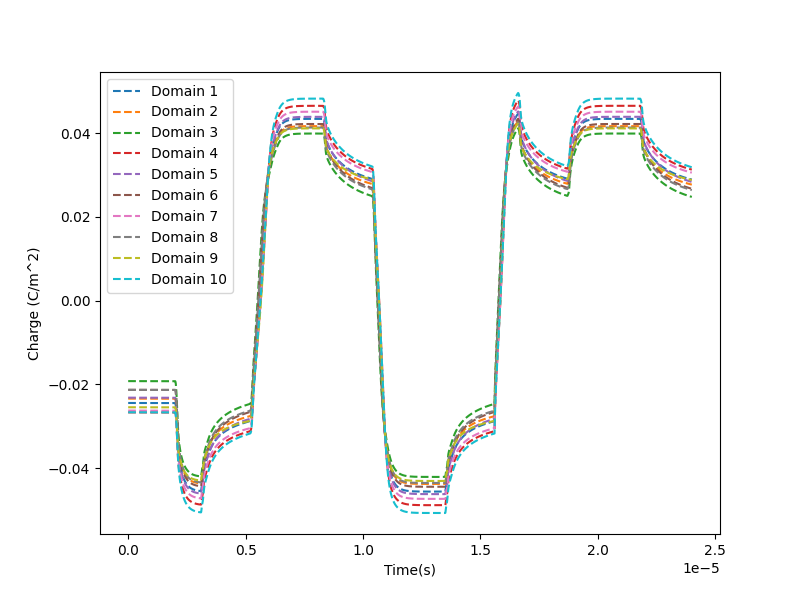 Domain 1
Domain 2
Domain 3
Domain 4
Domain 5
Domain 6
Domain 7
Domain 8
Domain 9
Domain 10
Charge (C/m^2)
0.04
0.02
0.00
−0.02
−0.04
0.0 0.5 1.0 1.5 2.0 2.5
1e−5
Time(s)